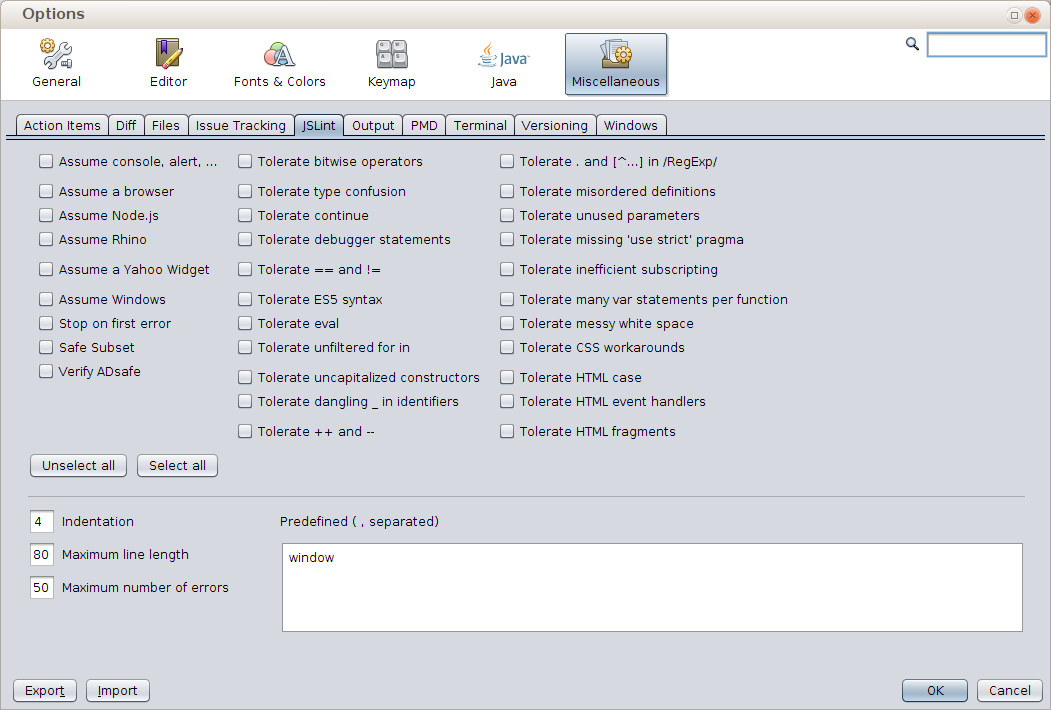 Options
General
Editor
Fonts & Colors
Keymap
Java
Java
Miscellaneous
Action Items
Diff
Files
Issue Tracking
JSLint
Output
PMD
Terminal
Versioning
Windows
Assume console, alert, ...
Assume a browser
Assume Node.js
Assume Rhino
Assume a Yahoo Widget
Assume Windows
Stop on first error
Safe Subset
Verify ADsafe
Tolerate bitwise operators
Tolerate type confusion
Tolerate continue
Tolerate debugger statements
Tolerate == and !=
Tolerate ES5 syntax
Tolerate eval
Tolerate unfiltered for in
Tolerate uncapitalized constructors
Tolerate dangling _ in identifiers
Tolerate ++ and --
Tolerate . and [^...] in /RegExp/
Tolerate misordered definitions
Tolerate unused parameters
Tolerate missing 'use strict' pragma
Tolerate inefficient subscripting
Tolerate many var statements per function
Tolerate messy white space
Tolerate CSS workarounds
Tolerate HTML case
Tolerate HTML event handlers
Tolerate HTML fragments
Unselect all
Select all
4 Indentation
80 Maximum line length
50 Maximum number of errors
Predefined ( , separated)
window
Export
Import
OK
Cancel